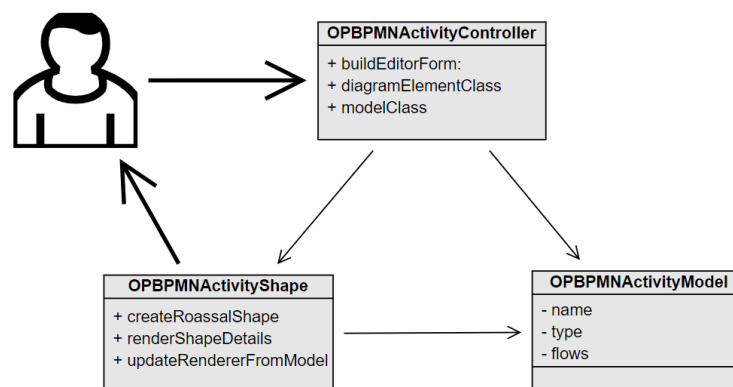 OPBPMNActivityController
+ buildEditorForm:
+ diagramElementClass
+ modelClass
OPBPMNActivityShape
+ createRoassalShape
+ renderShapeDetails
+ updateRendererFromModel
OPBPMNActivityModel
- name
- type
- flows